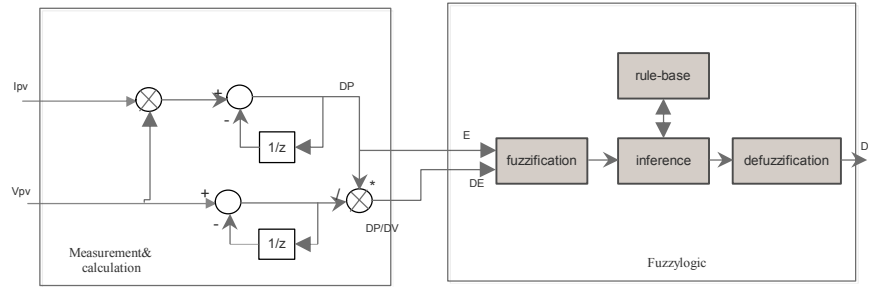 Ipv
+
DP
-
1/z
rule-base
E
fuzzification
inference
defuzzification
D
DE
Vpv
+
/
*
-
DP/DV
1/z
Measurement&
calculation
Fuzzylogic